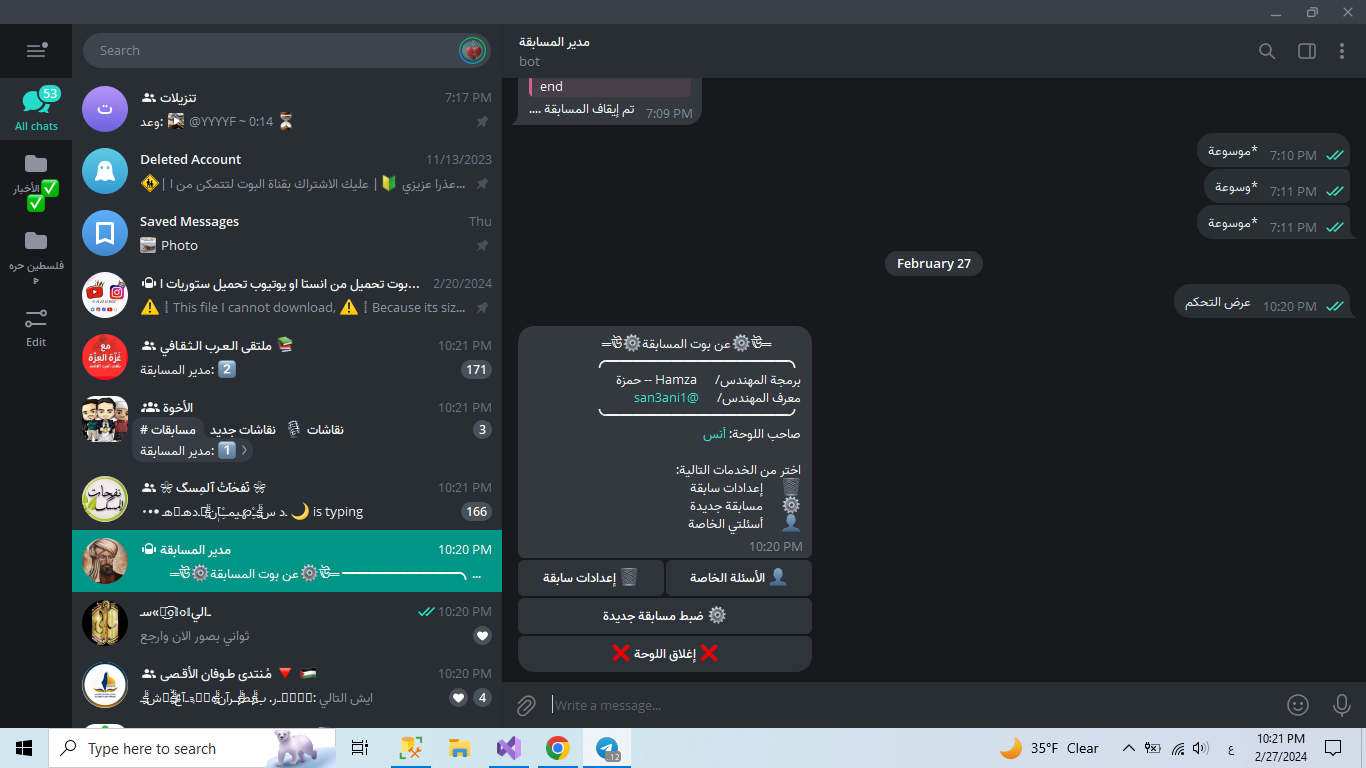 Search
53
All chats
الأخبار ✅
✅
فلسطين حره
Edit
ت
تنزيلات
7:17 PM
وعد: @YYYYF ~ 0:14 ⏳
Deleted Account
11/13/2023
🚸 | عذرا عزيزي 🔰 | عليك الاشتراك بقناة البوت لتتمكن من ا...
Saved Messages
Thu
Photo
بوت تحميل من انستا او يوتيوب تحميل ستوريات ا...
2/20/2024
⚠️ ┆ This file I cannot download, ⚠️ ┆ Because its siz...
ملتقى العرب الثقافي 📚
10:21 PM
مدير المسابقة: 2️⃣
171
الأخوة
10:21 PM
# مسابقات
نقاشات جديد
نقاشات
3
مدير المسابقة: 1️⃣
10:21 PM
🌙 is typing
166
مدير المسابقة
10:20 PM
═ঊ⚙️عن بوت المسابقة⚙️ঊ═ ...
10:20 PM
ثواني بصور الان وارجع
مُنتدى طوفان الأقصى 🔻 🇵🇸
10:20 PM
ايش التالي
4
مدير المسابقة
bot
end
تم إيقاف المسابقة ....
7:09 PM
*موسوعة
7:10 PM
*وسوعة
7:11 PM
*موسوعة
7:11 PM
February 27
عرض التحكم
10:20 PM
═ঊ⚙️عن بوت المسابقة⚙️ঊ═
برمجة المهندس/ Hamza -- حمزة
معرف المهندس/ @san3ani1
صاحب اللوحة: أنس
اختر من الخدمات التالية:
🗑 إعدادات سابقة
⚙️ مسابقة جديدة
👤 أسئلتي الخاصة
10:20 PM
🗑 إعدادات سابقة
👤 الأسئلة الخاصة
⚙️ ضبط مسابقة جديدة
❌ إغلاق اللوحة ❌
Write a message...
Type here to search
..12
35°F Clear
ع
10:21 PM
2/27/2024